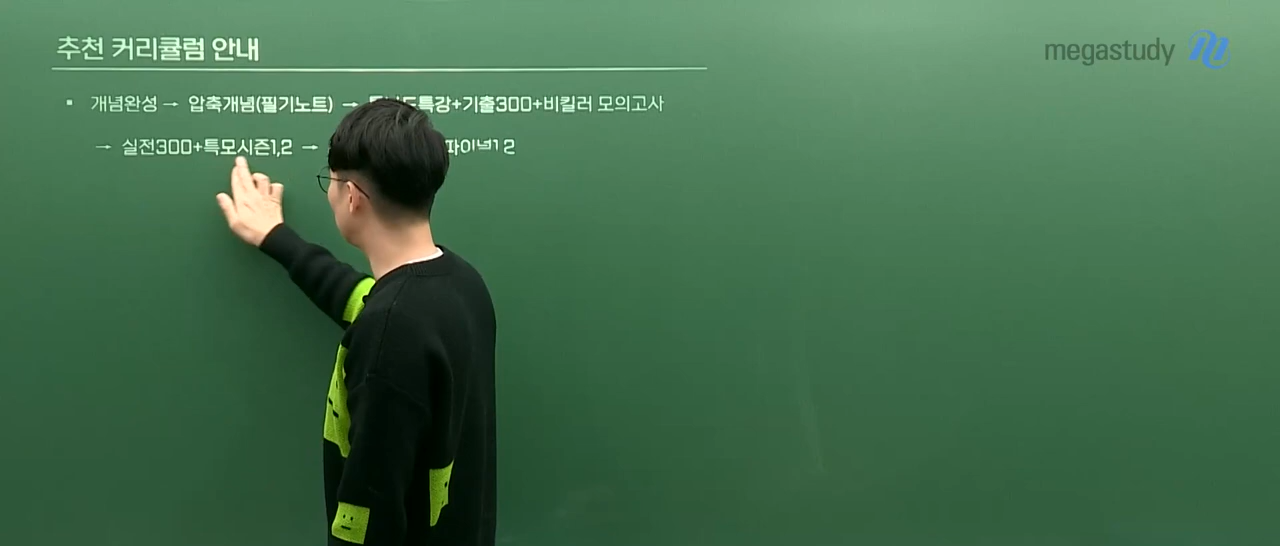 추천 커리큘럼 안내
megastudy
▪ 개념완성 → 압축개념(필기노트) → 특강+기출300+비킬러 모의고사
→ 실전300+특모시즌1,2 → 파이널1 2